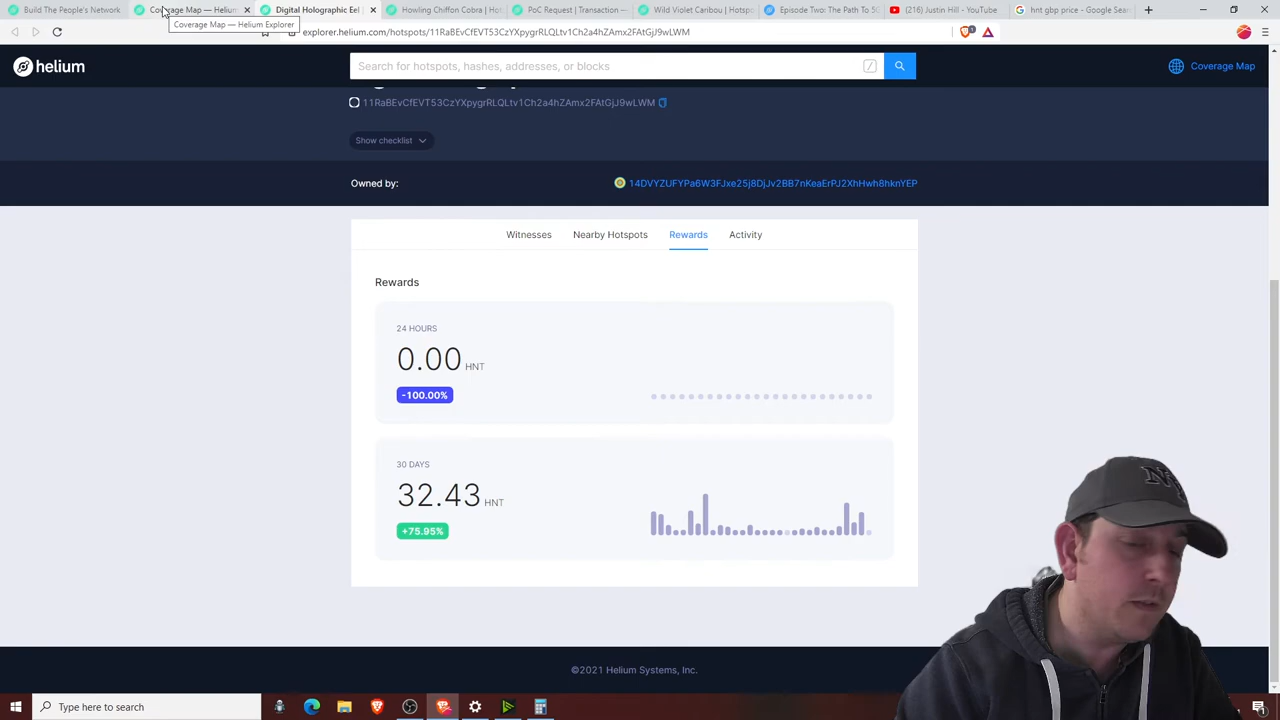 Build The People's Network
Coverage Map — Helium
Digital Holographic Eel
Howling Chiffon Cobra | Ho
PoC Request | Transaction —
Wild Violet Caribou | Hotspo
Episode Two: The Path To 5G
(216) Justin Hill - YouTube
hnt gbp price - Google Sear
Coverage Map — Helium Explorer
explorer.helium.com/hotspots/11RaBEvCfEVT53CzYXpygrRLQLtv1Ch2a4hZAmx2FAtGjJ9wLWM
helium
Search for hotspots, hashes, addresses, or blocks
/
Coverage Map
11RaBEvCfEVT53CzYXpygrRLQLtv1Ch2a4hZAmx2FAtGjJ9wLWM
Show checklist
Owned by:
14DVYZUFYPa6W3FJxe25j8DjJv2BB7nKeaErPJ2XhHwh8hknYEP
Witnesses
Nearby Hotspots
Rewards
Activity
Rewards
24 HOURS
0.00 HNT
-100.00%
30 DAYS
32.43 HNT
+75.95%
©2021 Helium Systems, Inc.
Type here to search